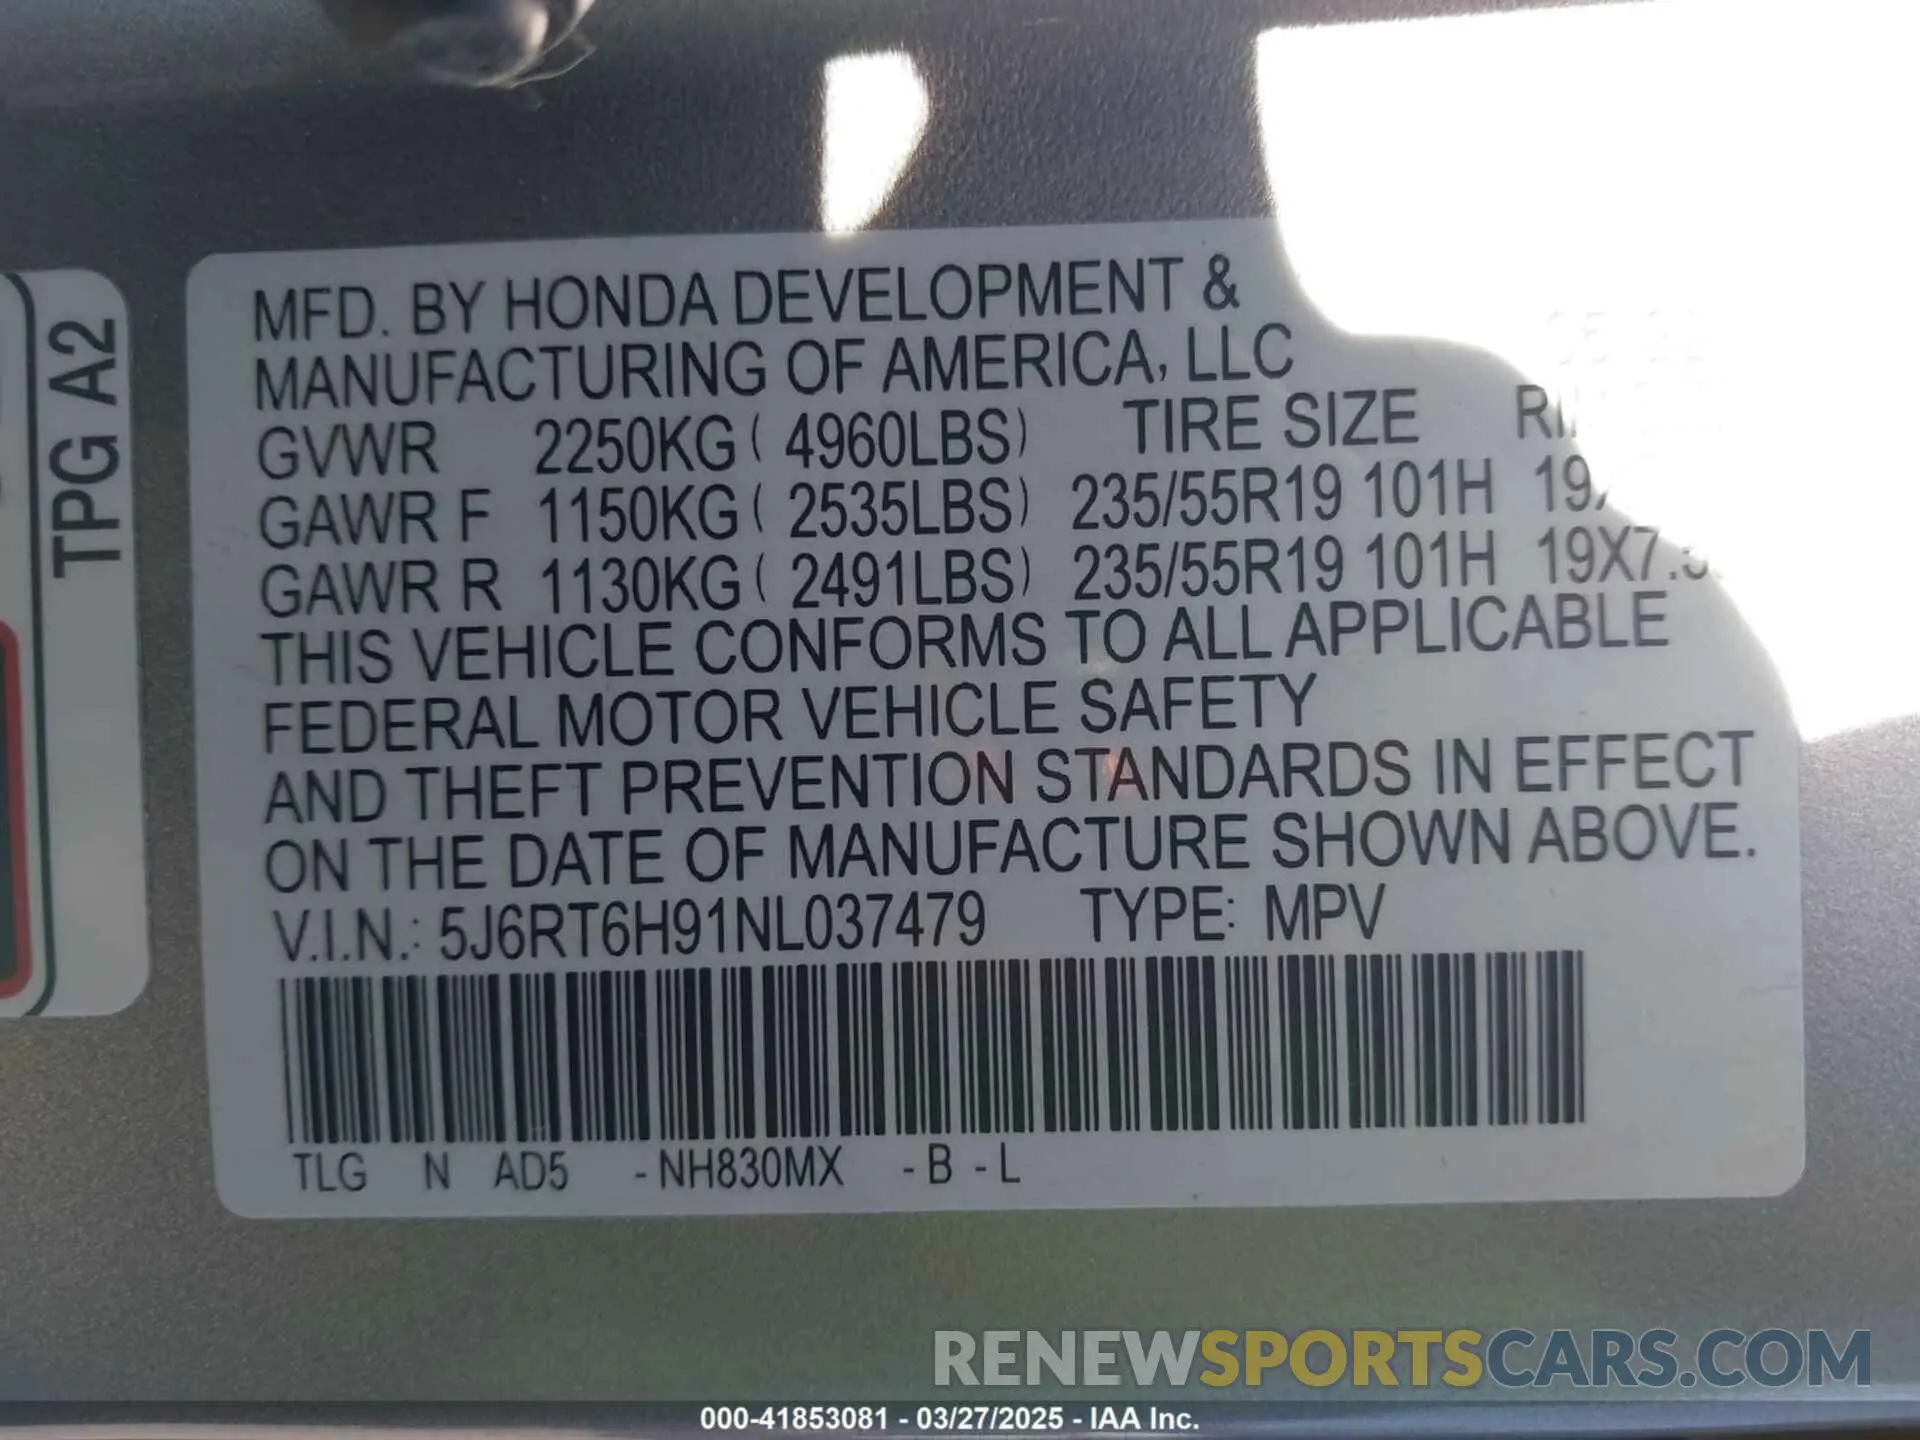 TPG A2
MFD. BY HONDA DEVELOPMENT &
MANUFACTURING OF AMERICA, LLC
GVWR 2250KG ( 4960LBS) TIRE SIZE
GAWR F 1150KG ( 2535LBS) 235/55R19 101H
GAWR R 1130KG ( 2491LBS) 235/55R19 101H
THIS VEHICLE CONFORMS TO ALL APPLICABLE
FEDERAL MOTOR VEHICLE SAFETY
AND THEFT PREVENTION STANDARDS IN EFFECT
ON THE DATE OF MANUFACTURE SHOWN ABOVE.
V.I.N.: 5J6RT6H91NL037479 TYPE: MPV
TLG N AD5 -NH830MX -B -L
RENEWSPORTSCARS.COM
000-41853081 - 03/27/2025 - IAA Inc.